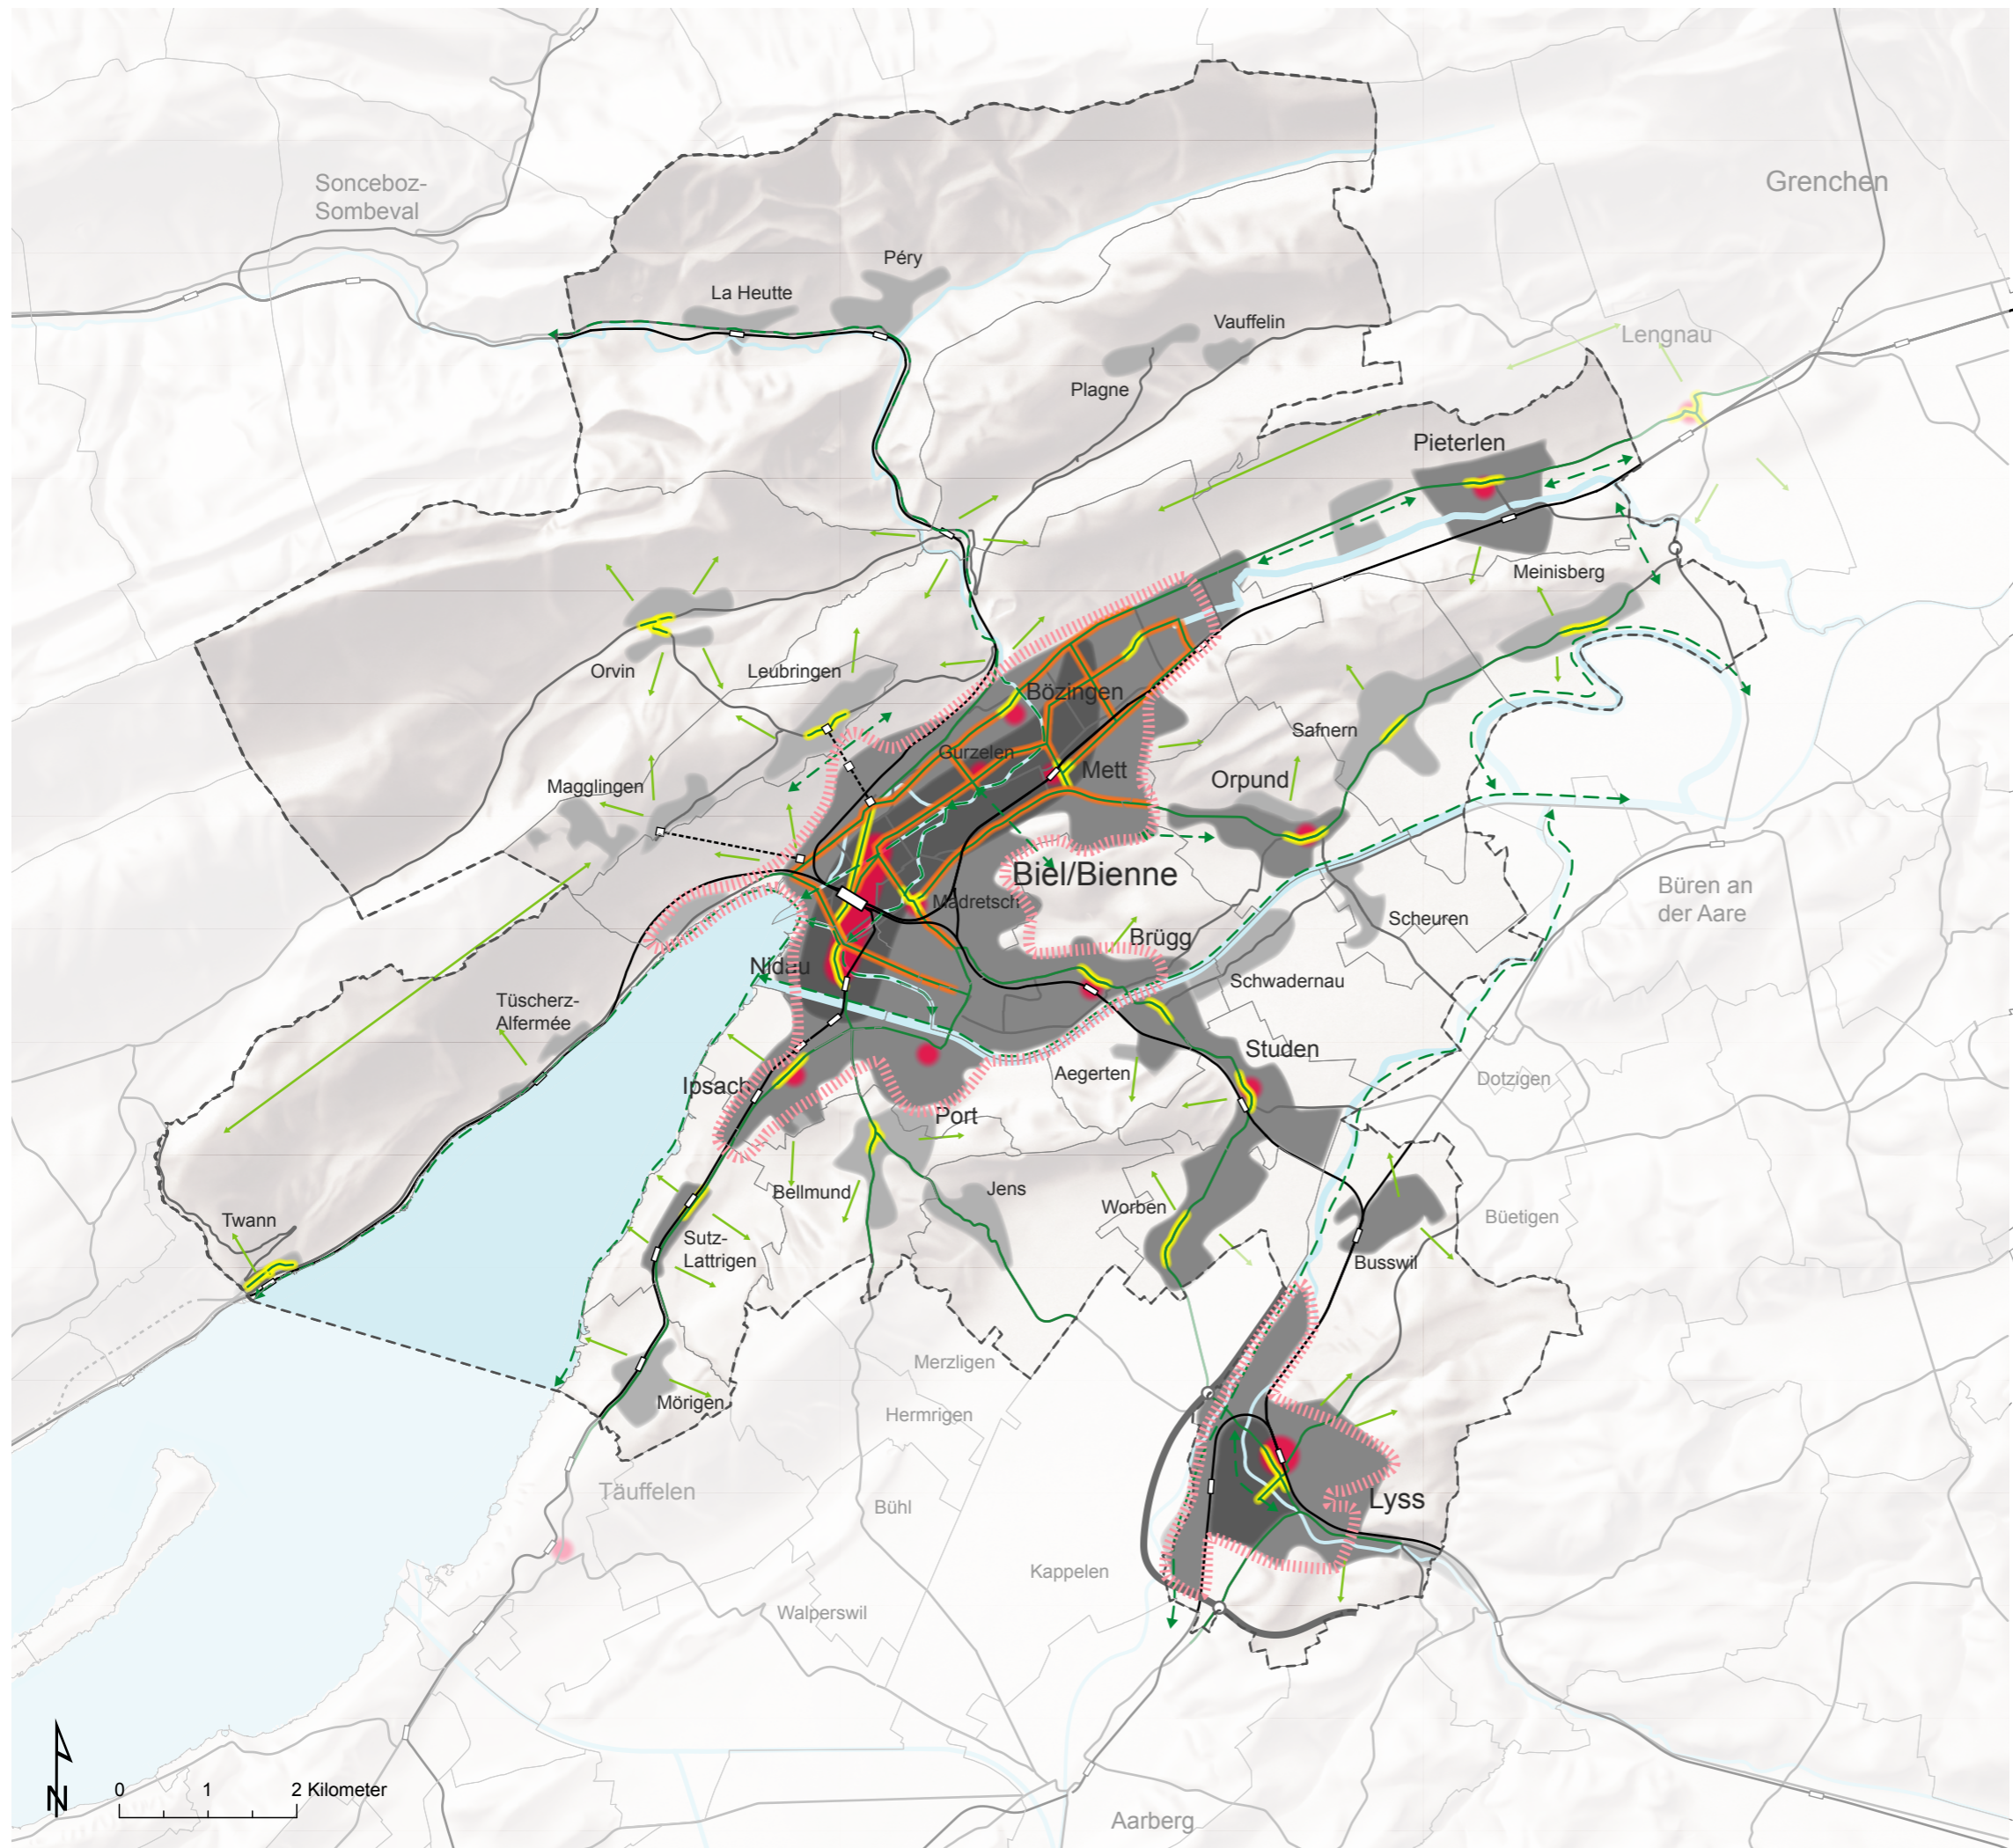 Grenchen
Sonceboz-
Sombeval
Péry
La Heutte
Vauffelin
Lengnau
Plagne
Pieterlen
Meinisberg
Orvin
Leubringen
Bözingen
Safnern
Gurzelen
Mett
Orpund
Magglingen
Biel/Bienne
Büren an
der Aare
Madretsch
Scheuren
Brügg
Nidau
Schwadernau
Tüscherz-
Alfermée
Studen
Aegerten
Dotzigen
Ipsach
Port
Bellmund
Jens
Worben
Büetigen
Twann
Sutz-
Lattrigen
Busswil
Merzligen
Mörigen
Hermrigen
Täuffelen
Lyss
Bühl
Kappelen
Walperswil
N
0 1 2 Kilometer
Aarberg